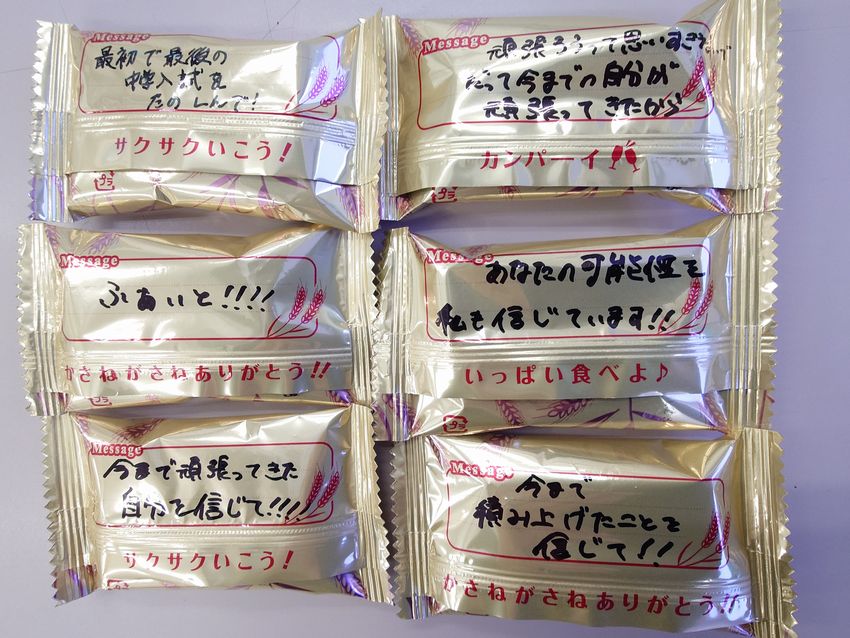 Message
最初で最後の
中学入試を
たのしんで!
サクサクいこう!
プラ
Message
頑張ろうって思いすぎず
だって今までの自分が
頑張ってきたから
カンパーイ
プラ
Message
ふぁいと!!!!
かさねがさねありがとう!!
Message
あなたの可能性を
私も信じています!!
いっぱい食べよ♪
プラ
Message
今まで頑張ってきた
自分を信じて!!!!
サクサクいこう!
Message
今まで
積み上げたことを
信じて!!
かさねがさねありがとう!!